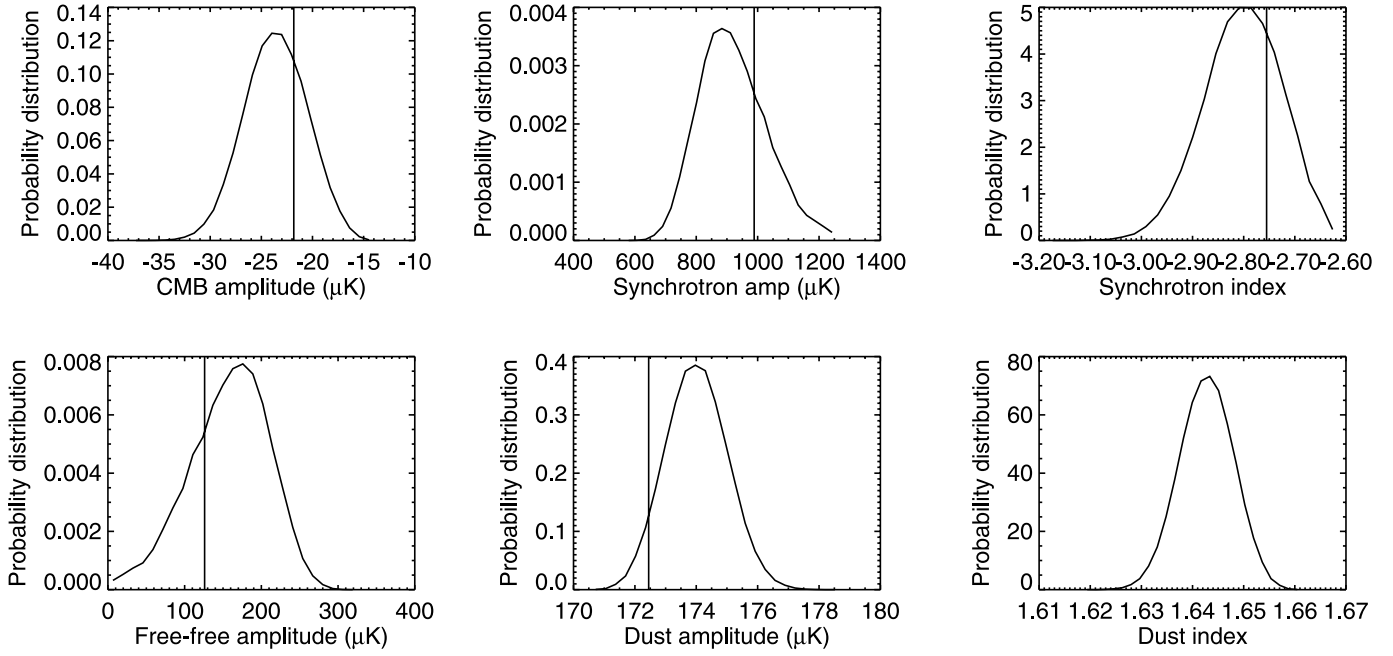 Probability distribution
0.14
0.12
0.10
0.08
0.06
0.04
0.02
0.00
-40 -35 -30 -25 -20 -15 -10
CMB amplitude (μK)
Probability distribution
0.004
0.003
0.002
0.001
0.000
400 600 800 1000 1200 1400
Synchrotron amp (μK)
Probability distribution
5
4
3
2
1
0
-3.20 -3.10 -3.00 -2.90 -2.80 -2.70 -2.60
Synchrotron index
Probability distribution
0.008
0.006
0.004
0.002
0.000
0 100 200 300 400
Free-free amplitude (μK)
Probability distribution
0.4
0.3
0.2
0.1
0.0
170 172 174 176 178 180
Dust amplitude (μK)
Probability distribution
80
60
40
20
0
1.61 1.62 1.63 1.64 1.65 1.66 1.67
Dust index